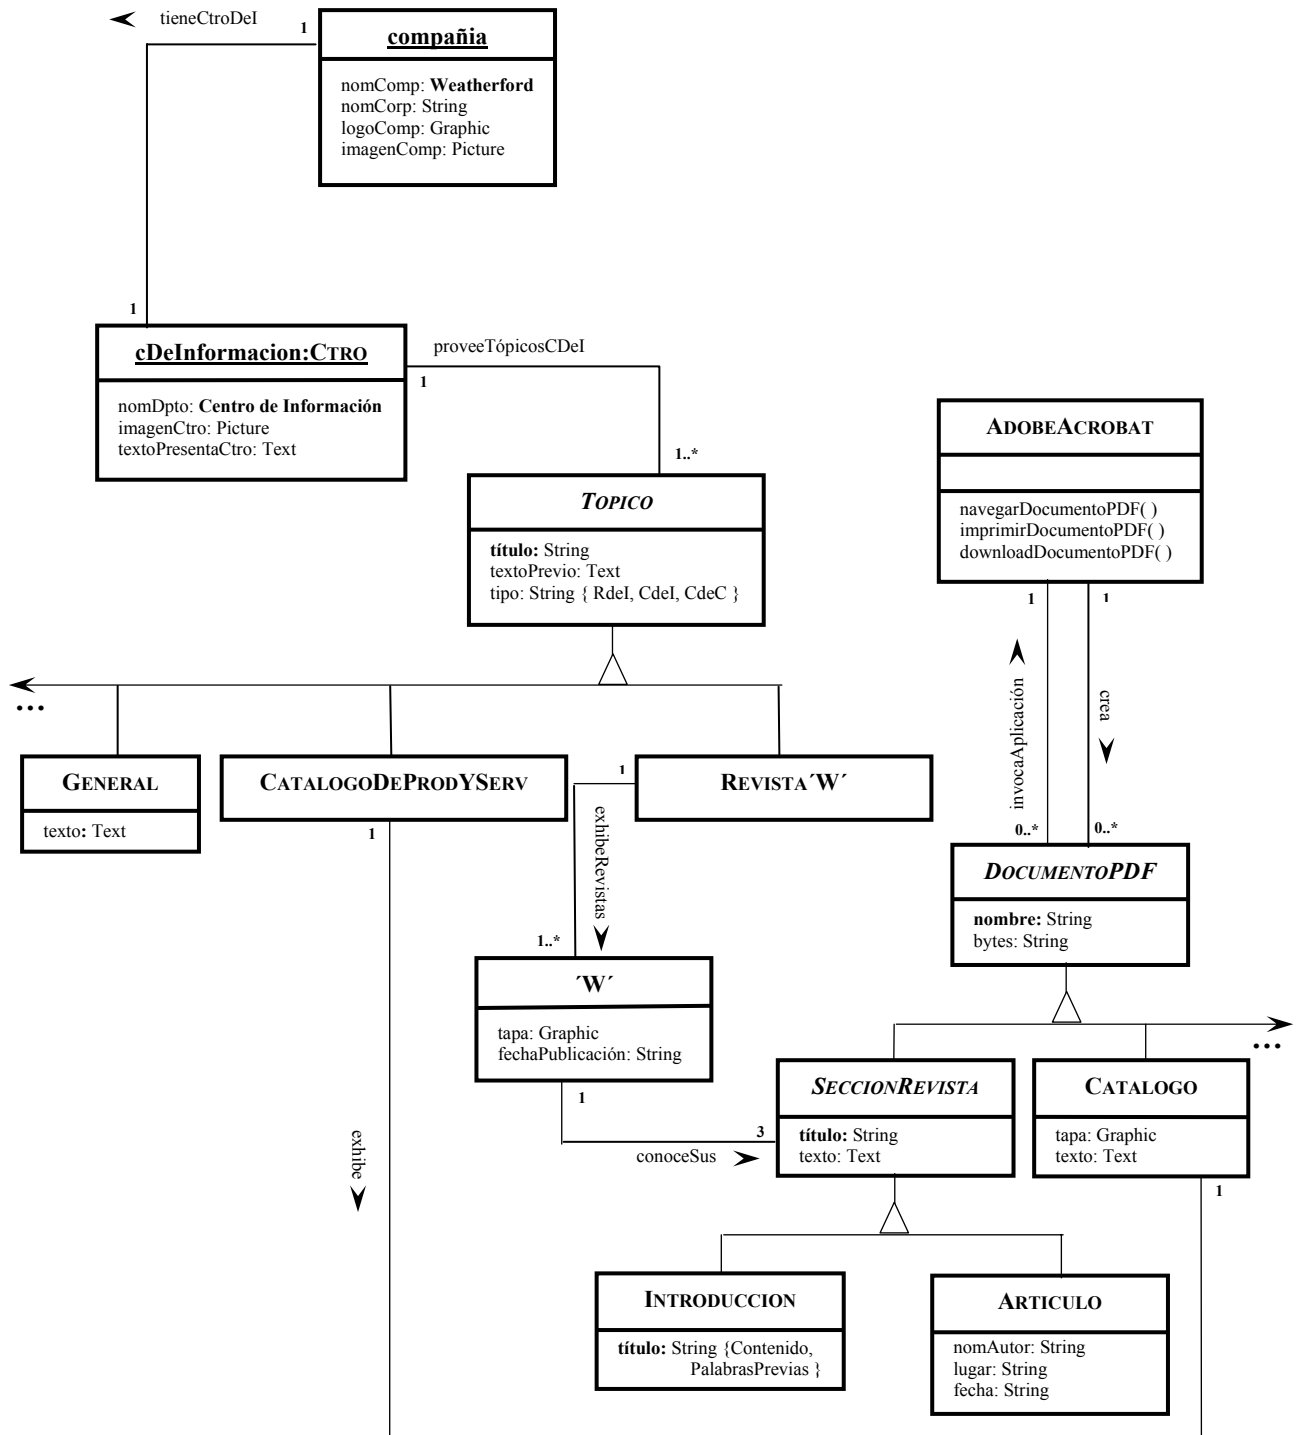 tieneCtroDeI
1
compañia
nomComp: Weatherford
nomCorp: String
logoComp: Graphic
imagenComp: Picture
1
cDeInformacion:CTRO
nomDpto: Centro de Información
imagenCtro: Picture
textoPresentaCtro: Text
proveeTópicosCDeI
1
1..*
TOPICO
título: String
textoPrevio: Text
tipo: String { RdeI, CdeI, CdeC }
ADOBEACROBAT
navegarDocumentoPDF( )
imprimirDocumentoPDF( )
downloadDocumentoPDF( )
1
1
invocaAplicación
crea
0..*
0..*
...
GENERAL
texto: Text
CATALOGODEPRODYSERV
1
REVISTA´W´
1
exhibeRevistas
1..*
DOCUMENTOPDF
nombre: String
bytes: String
...
´W´
tapa: Graphic
fechaPublicación: String
1
3
conoceSus
exhibe
SECCIONREVISTA
título: String
texto: Text
CATALOGO
tapa: Graphic
texto: Text
1
INTRODUCCION
título: String {Contenido,
PalabrasPrevias }
ARTICULO
nomAutor: String
lugar: String
fecha: String